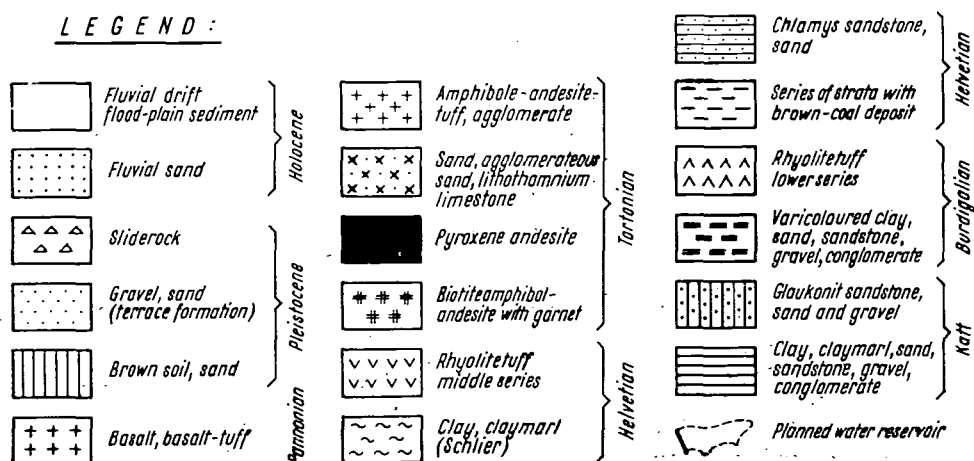 LEGEND:
Fluvial drift
flood-plain sediment
Fluvial sand
Holocene
Sliderock
Gravel, sand
(terrace formation)
Brown soil, sand
Pleistocene
Basalt, basalt-tuff
Pannonian
Amphibole-andesite-
tuff, agglomerate
Sand, agglomerateous
sand, lithothamnium
limestone
Pyroxene andesite
Biotiteamphibol-
andesite with garnet
Tortonian
Rhyolitetuff
middle series
Clay, claymarl
(Schlier)
Helvetian
Chlamys sandstone,
sand
Series of strata with
brown-coal deposit
Helvetian
Rhyolitetuff
lower series
Varicoloured clay,
sand, sandstone,
gravel, conglomerate
Burdigalian
Glaukonit sandstone,
sand and gravel
Clay, claymarl, sand,
sandstone, gravel,
conglomerate
Katt
Planned water reservoir